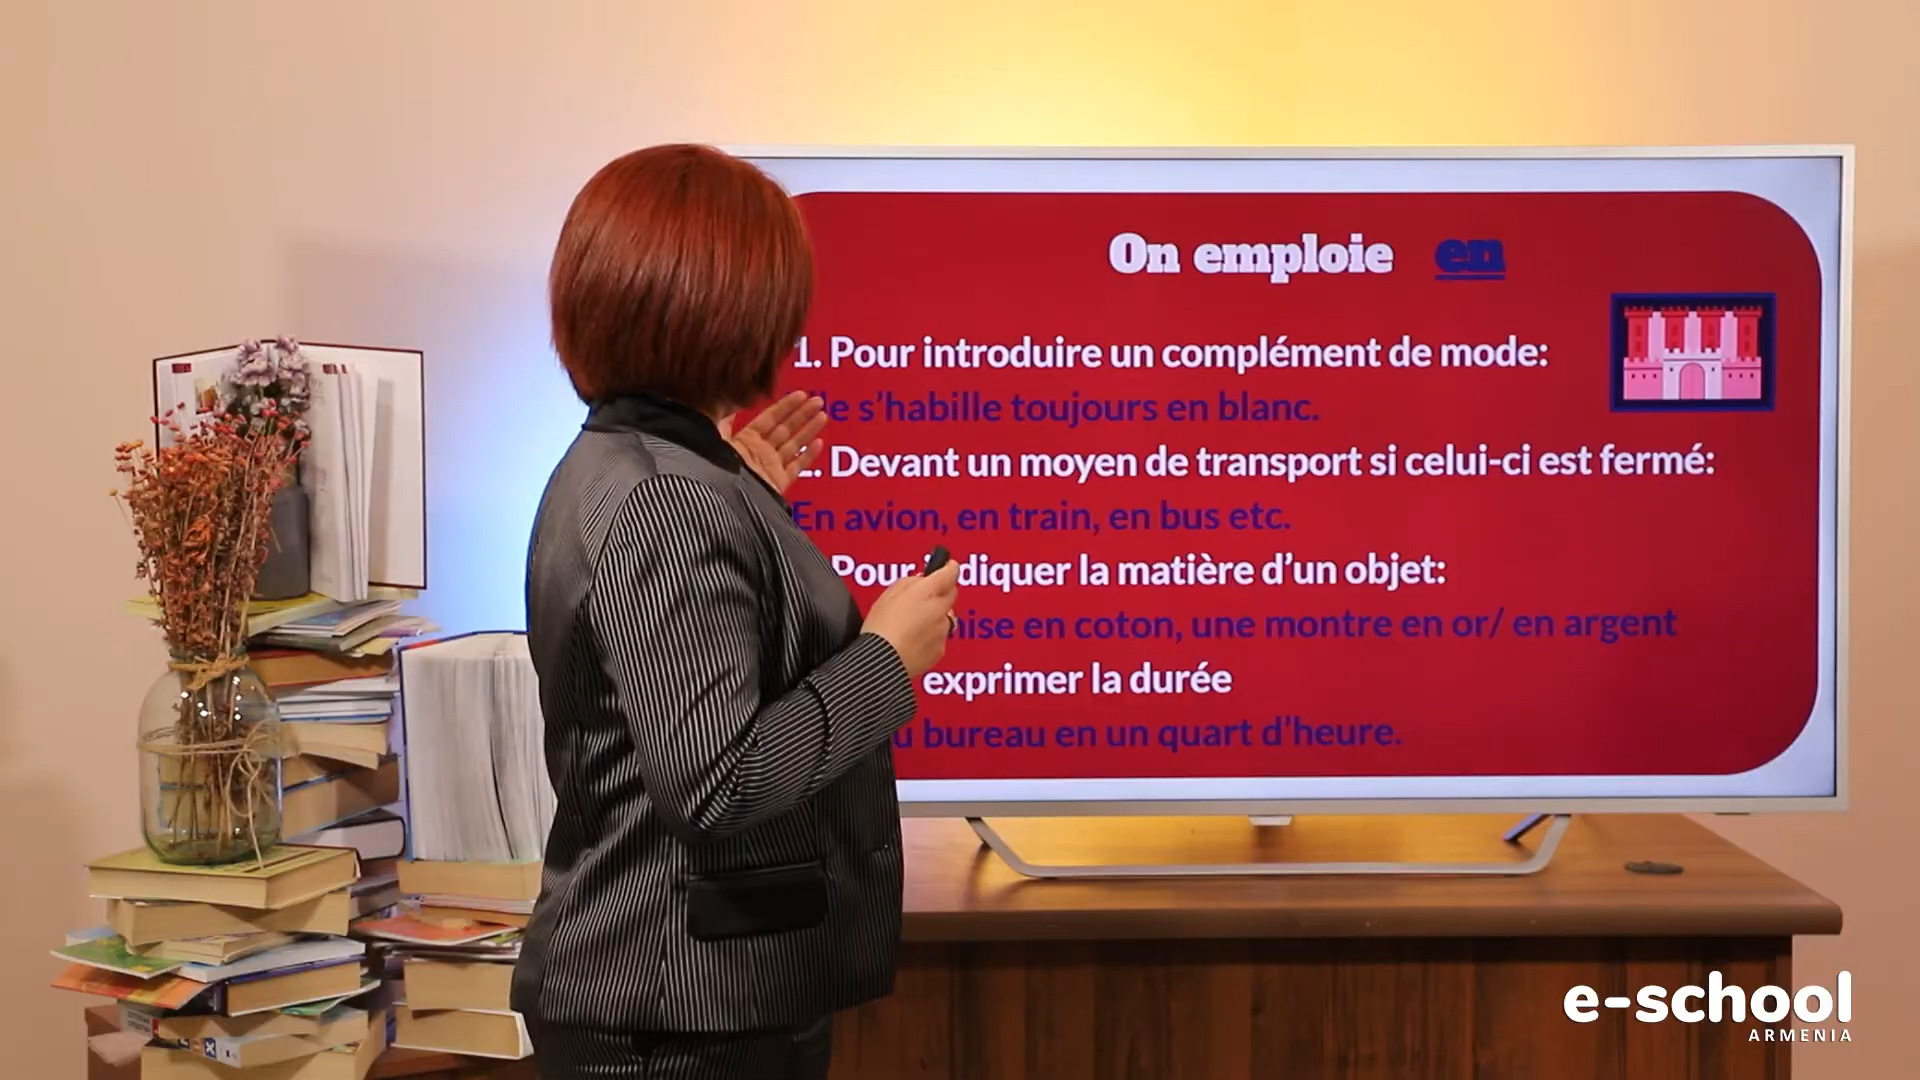 On emploie en
1. Pour introduire un complément de mode:
s'habille toujours en blanc.
2. Devant un moyen de transport si celui-ci est fermé:
En avion, en train, en bus etc.
Pour indiquer la matière d'un objet:
en coton, une montre en or/ en argent
exprimer la durée
bureau en un quart d'heure.
e-school
ARMENIA